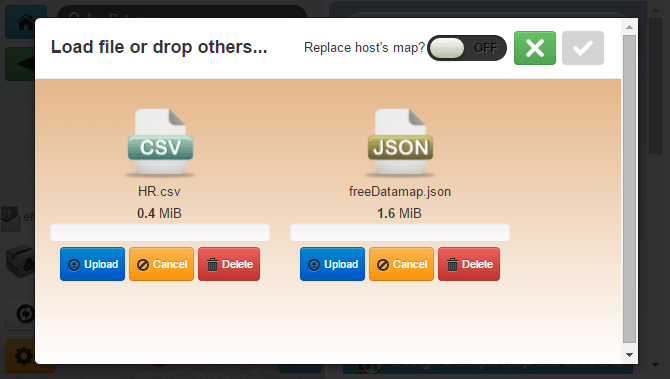 Load file or drop others...
Replace host's map? OFF
CSV
JSON
HR.csv
freeDatamap.json
0.4 MiB
1.6 MiB
Upload Cancel Delete
Upload Cancel Delete